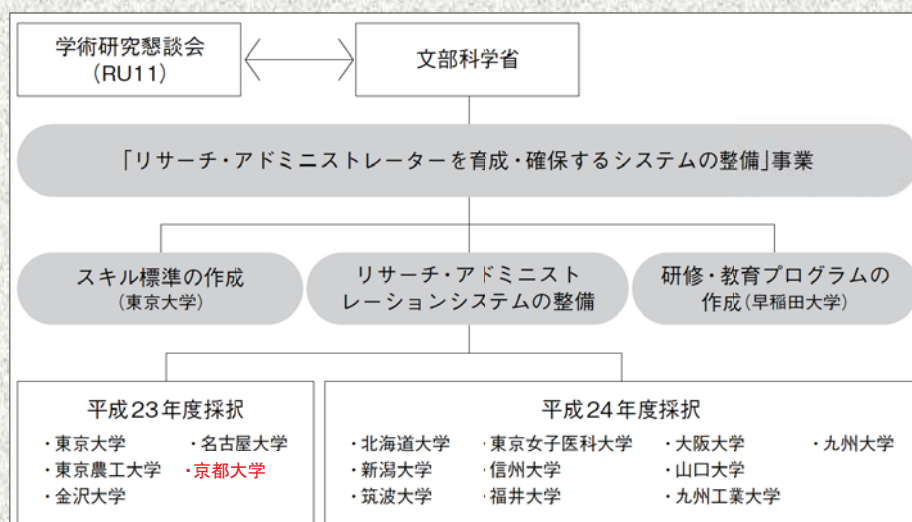 学術研究懇談会
(RU11)
文部科学省
「リサーチ・アドミニストレーターを育成・確保するシステムの整備」事業
スキル標準の作成
(東京大学)
リサーチ・アドミニスト
レーションシステムの整備
研修・教育プログラムの
作成(早稲田大学)
平成23年度採択
・東京大学 ・名古屋大学
・東京農工大学 ・京都大学
・金沢大学
平成24年度採択
・北海道大学 ・東京女子医科大学 ・大阪大学 ・九州大学
・新潟大学 ・信州大学 ・山口大学
・筑波大学 ・福井大学 ・九州工業大学